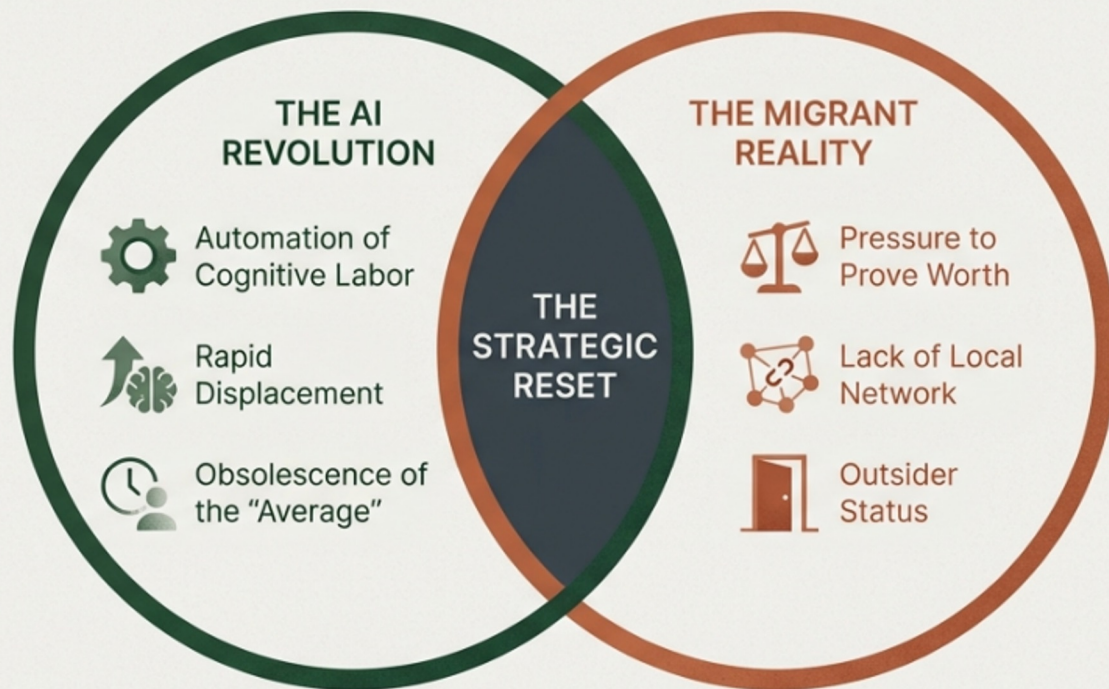 THE AI
REVOLUTION
Automation of
Cognitive Labor
Rapid
Displacement
Obsolescence of
the “Average”
THE
STRATEGIC
RESET
THE MIGRANT
REALITY
Pressure to
Prove Worth
Lack of Local
Network
Outsider
Status